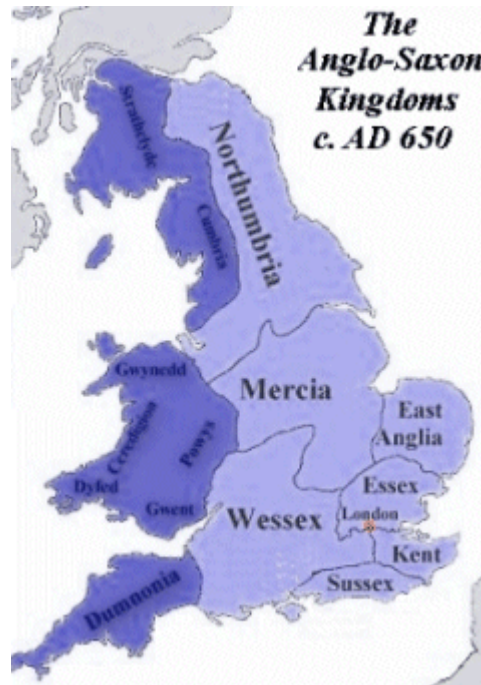 The
Anglo-Saxon
Kingdoms
c. AD 650
Strathclyde
Northumbria
Cumbria
Gwynedd
Mercia
East
Anglia
Ceredigion
Powys
Dyfed
Essex
Gwent
Wessex
London
Kent
Sussex
Dumnonia